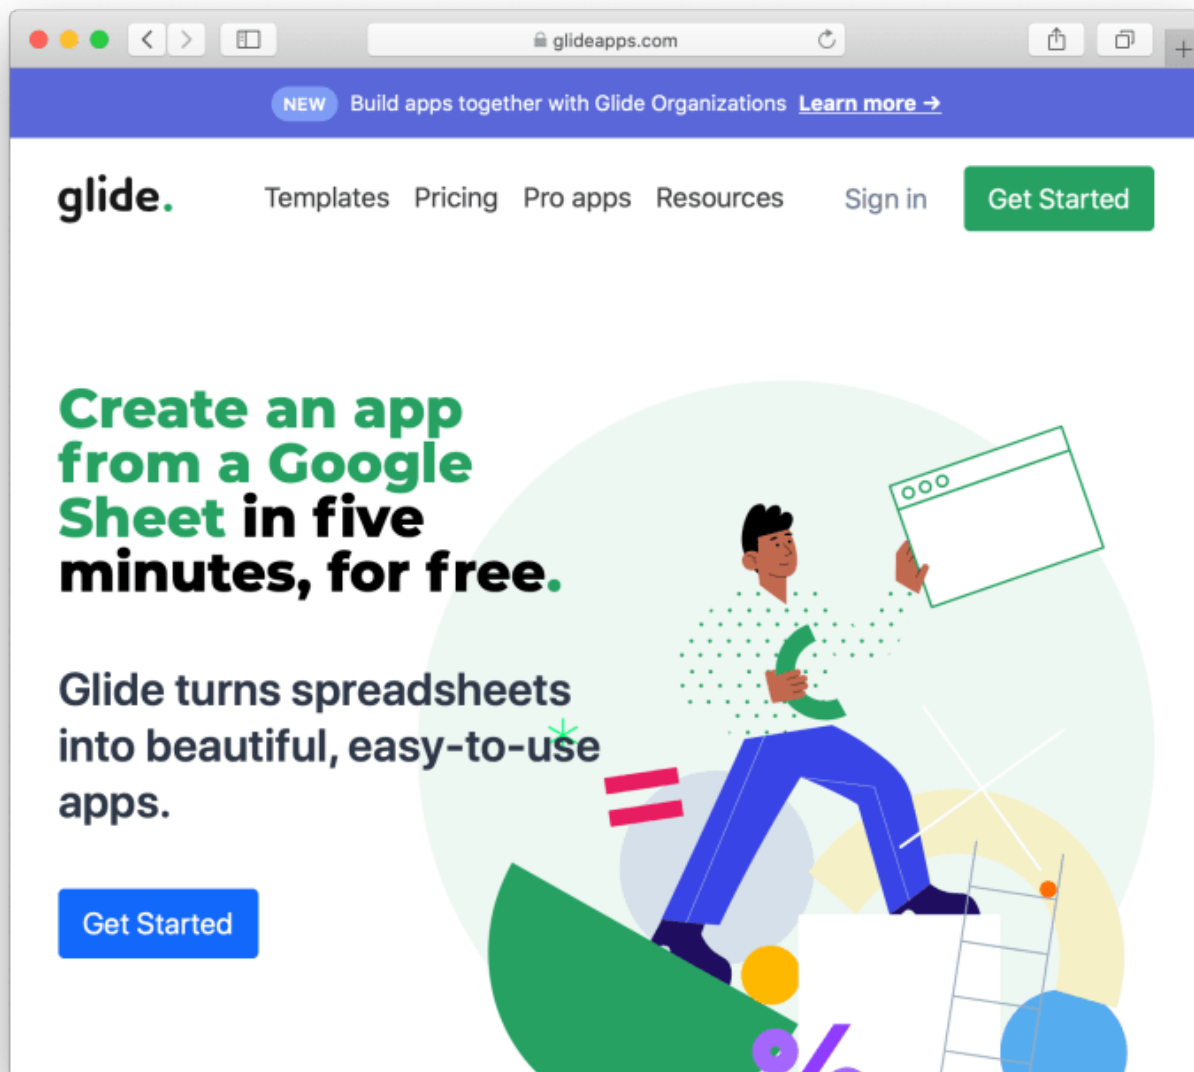 glideapps.com
NEW Build apps together with Glide Organizations Learn more →
glide. Templates Pricing Pro apps Resources Sign in Get Started
Create an app
from a Google
Sheet in five
minutes, for free.
Glide turns spreadsheets
into beautiful, easy-to-use
apps.
Get Started
%